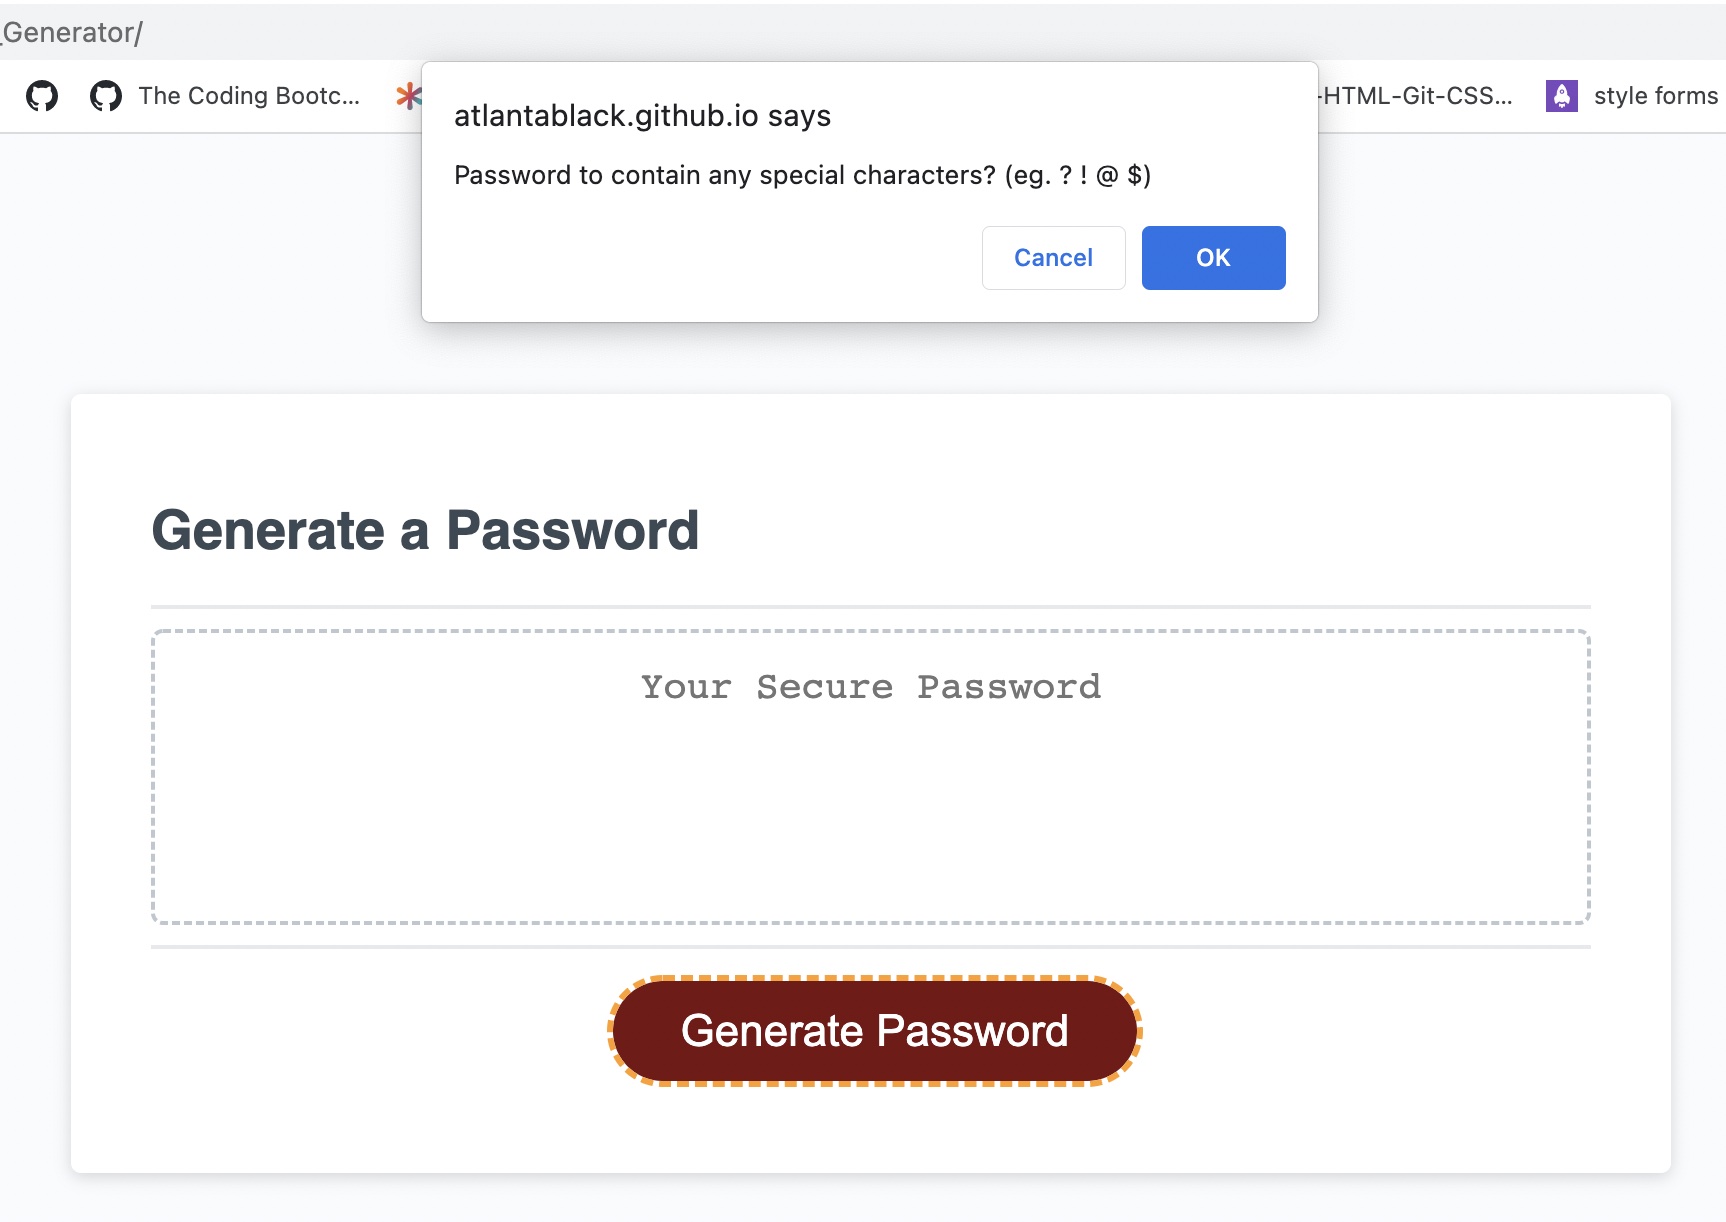 _Generator/
The Coding Bootc...
-HTML-Git-CSS...
style forms
atlantablack.github.io says
Password to contain any special characters? (eg. ? ! @ $)
Cancel
OK
Generate a Password
Your Secure Password
Generate Password